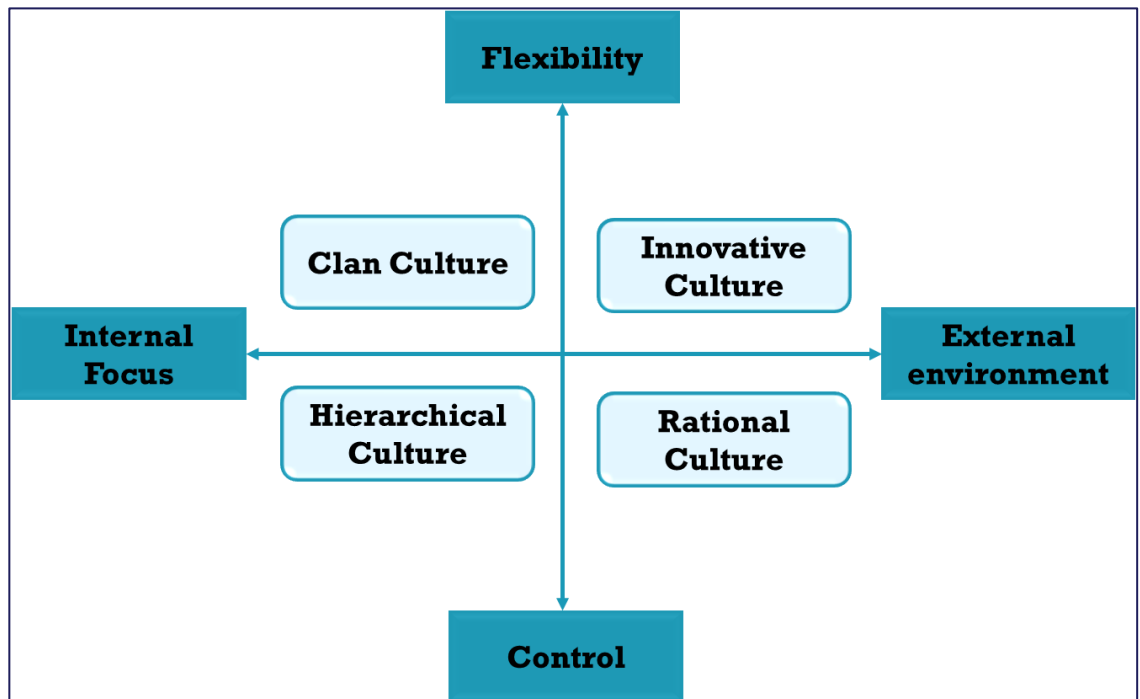 Flexibility
Clan Culture
Innovative
Culture
Internal
Focus
External
environment
Hierarchical
Culture
Rational
Culture
Control